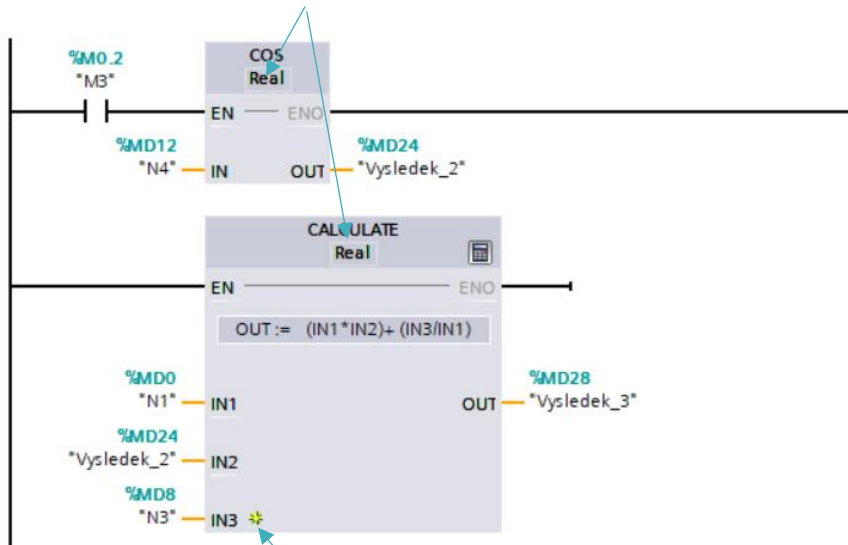 %M0.2
"M3"
COS
Real
EN ENO
%MD12
"N4"
IN
OUT
%MD24
"Vysledek_2"
CALCULATE
Real
EN ENO
OUT := (IN1*IN2)+ (IN3/IN1)
%MD0
"N1"
IN1
OUT
%MD28
"Vysledek_3"
%MD24
"Vysledek_2"
IN2
%MD8
"N3"
IN3